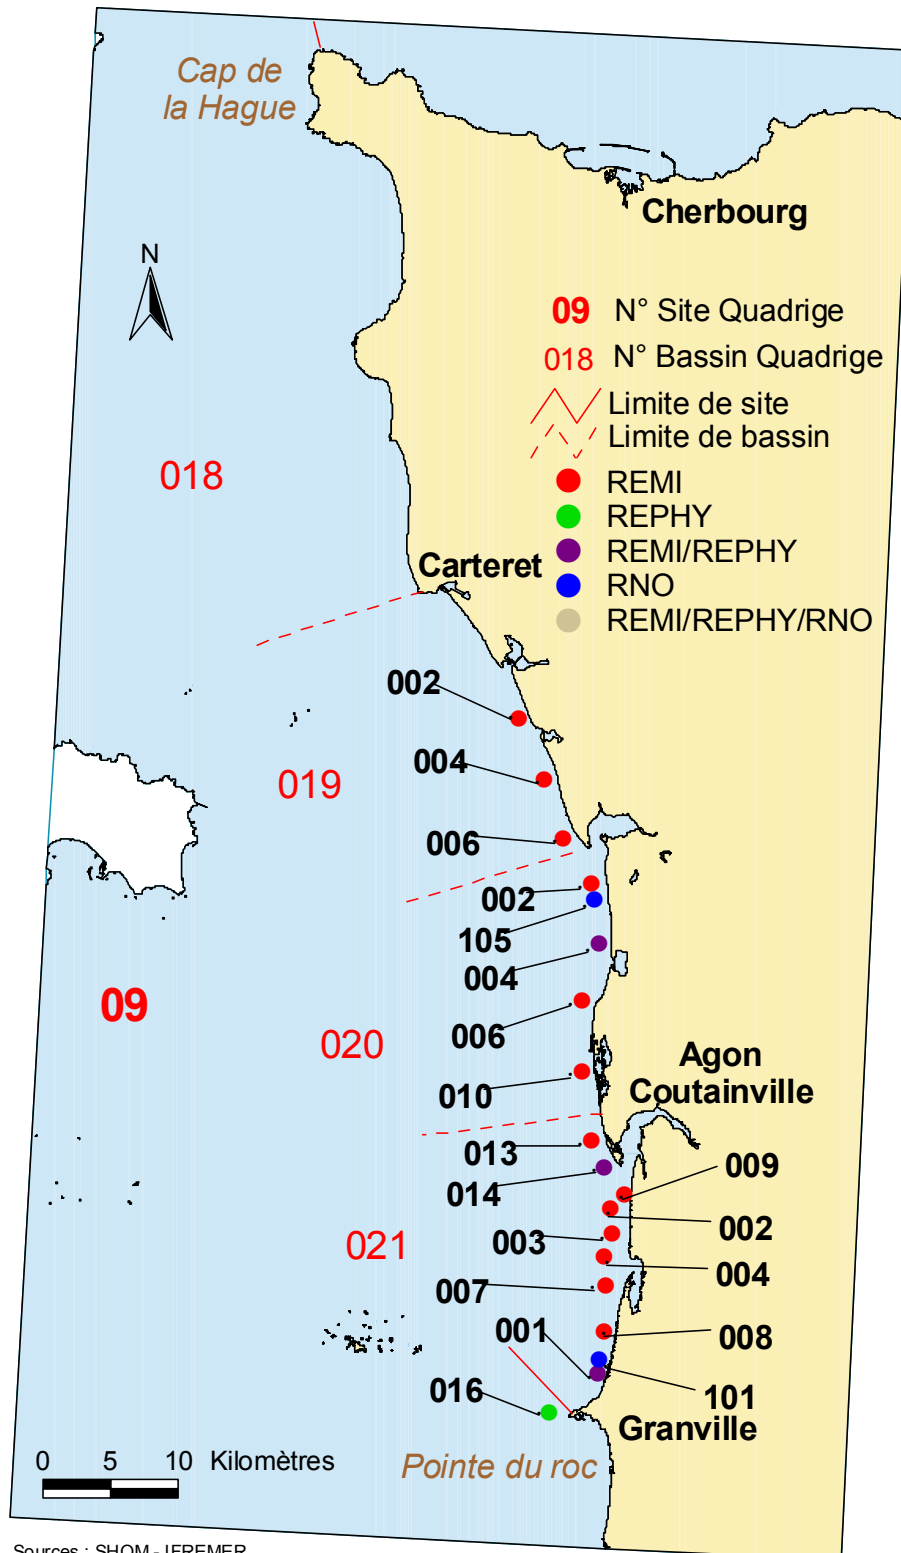 Cap de
la Hague
Cherbourg
N
09 N° Site Quadrige
018 N° Bassin Quadrige
Limite de site
Limite de bassin
018
REMI
REPHY
REMI/REPHY
Carteret
RNO
REMI/REPHY/RNO
002
004
019
006
002
105
004
09
006
020
Agon
Coutainville
010
013
009
014
002
003
021
004
007
001
008
016
101
Granville
0 5 10 Kilomètres
Pointe du roc
Sources : SHOM - IFREMER